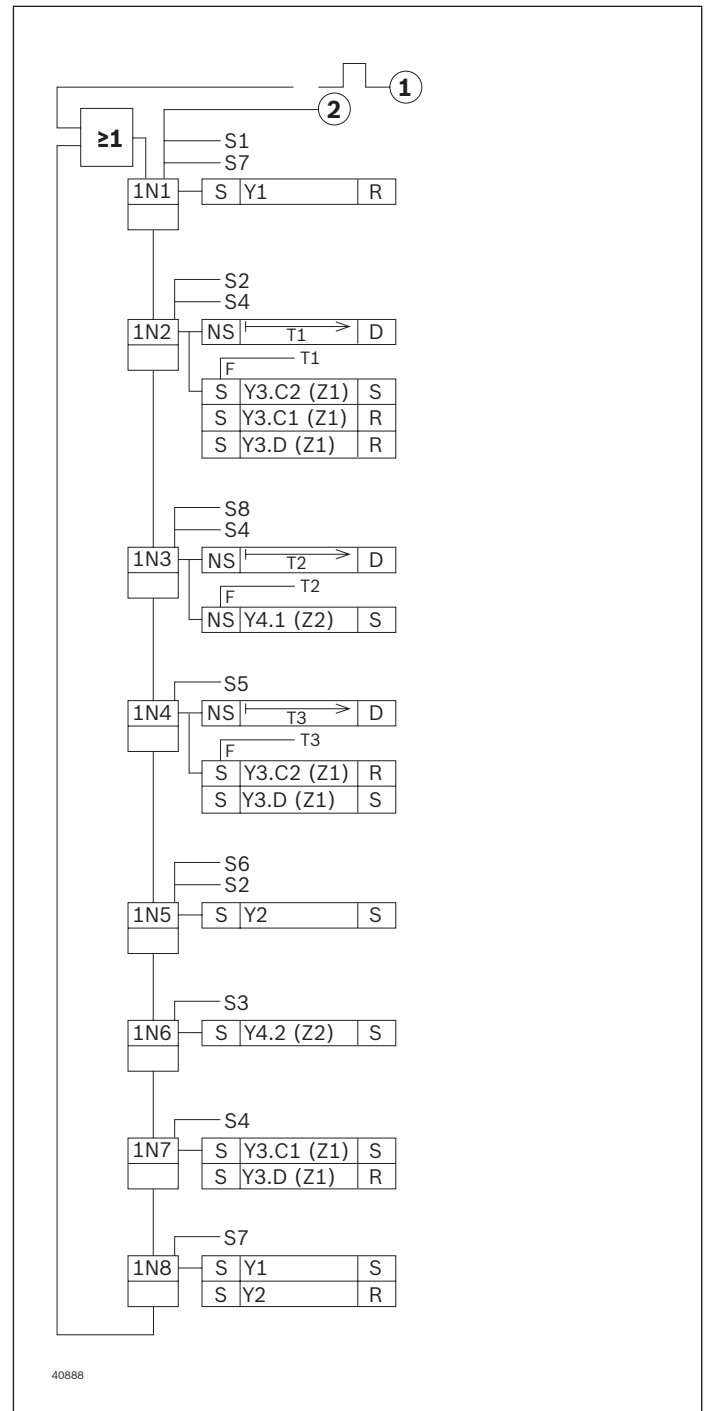 1
2
≥1
S1
S7
1N1 S Y1 R
S2
S4
1N2 NS T1 D
T1
F
S Y3.C2 (Z1) S
S Y3.C1 (Z1) R
S Y3.D (Z1) R
S8
S4
1N3 NS T2 D
T2
F
NS Y4.1 (Z2) S
S5
1N4 NS T3 D
T3
F
S Y3.C2 (Z1) R
S Y3.D (Z1) S
S6
S2
1N5 S Y2 S
S3
1N6 S Y4.2 (Z2) S
S4
1N7 S Y3.C1 (Z1) S
S Y3.D (Z1) R
S7
1N8 S Y1 S
S Y2 R
40888